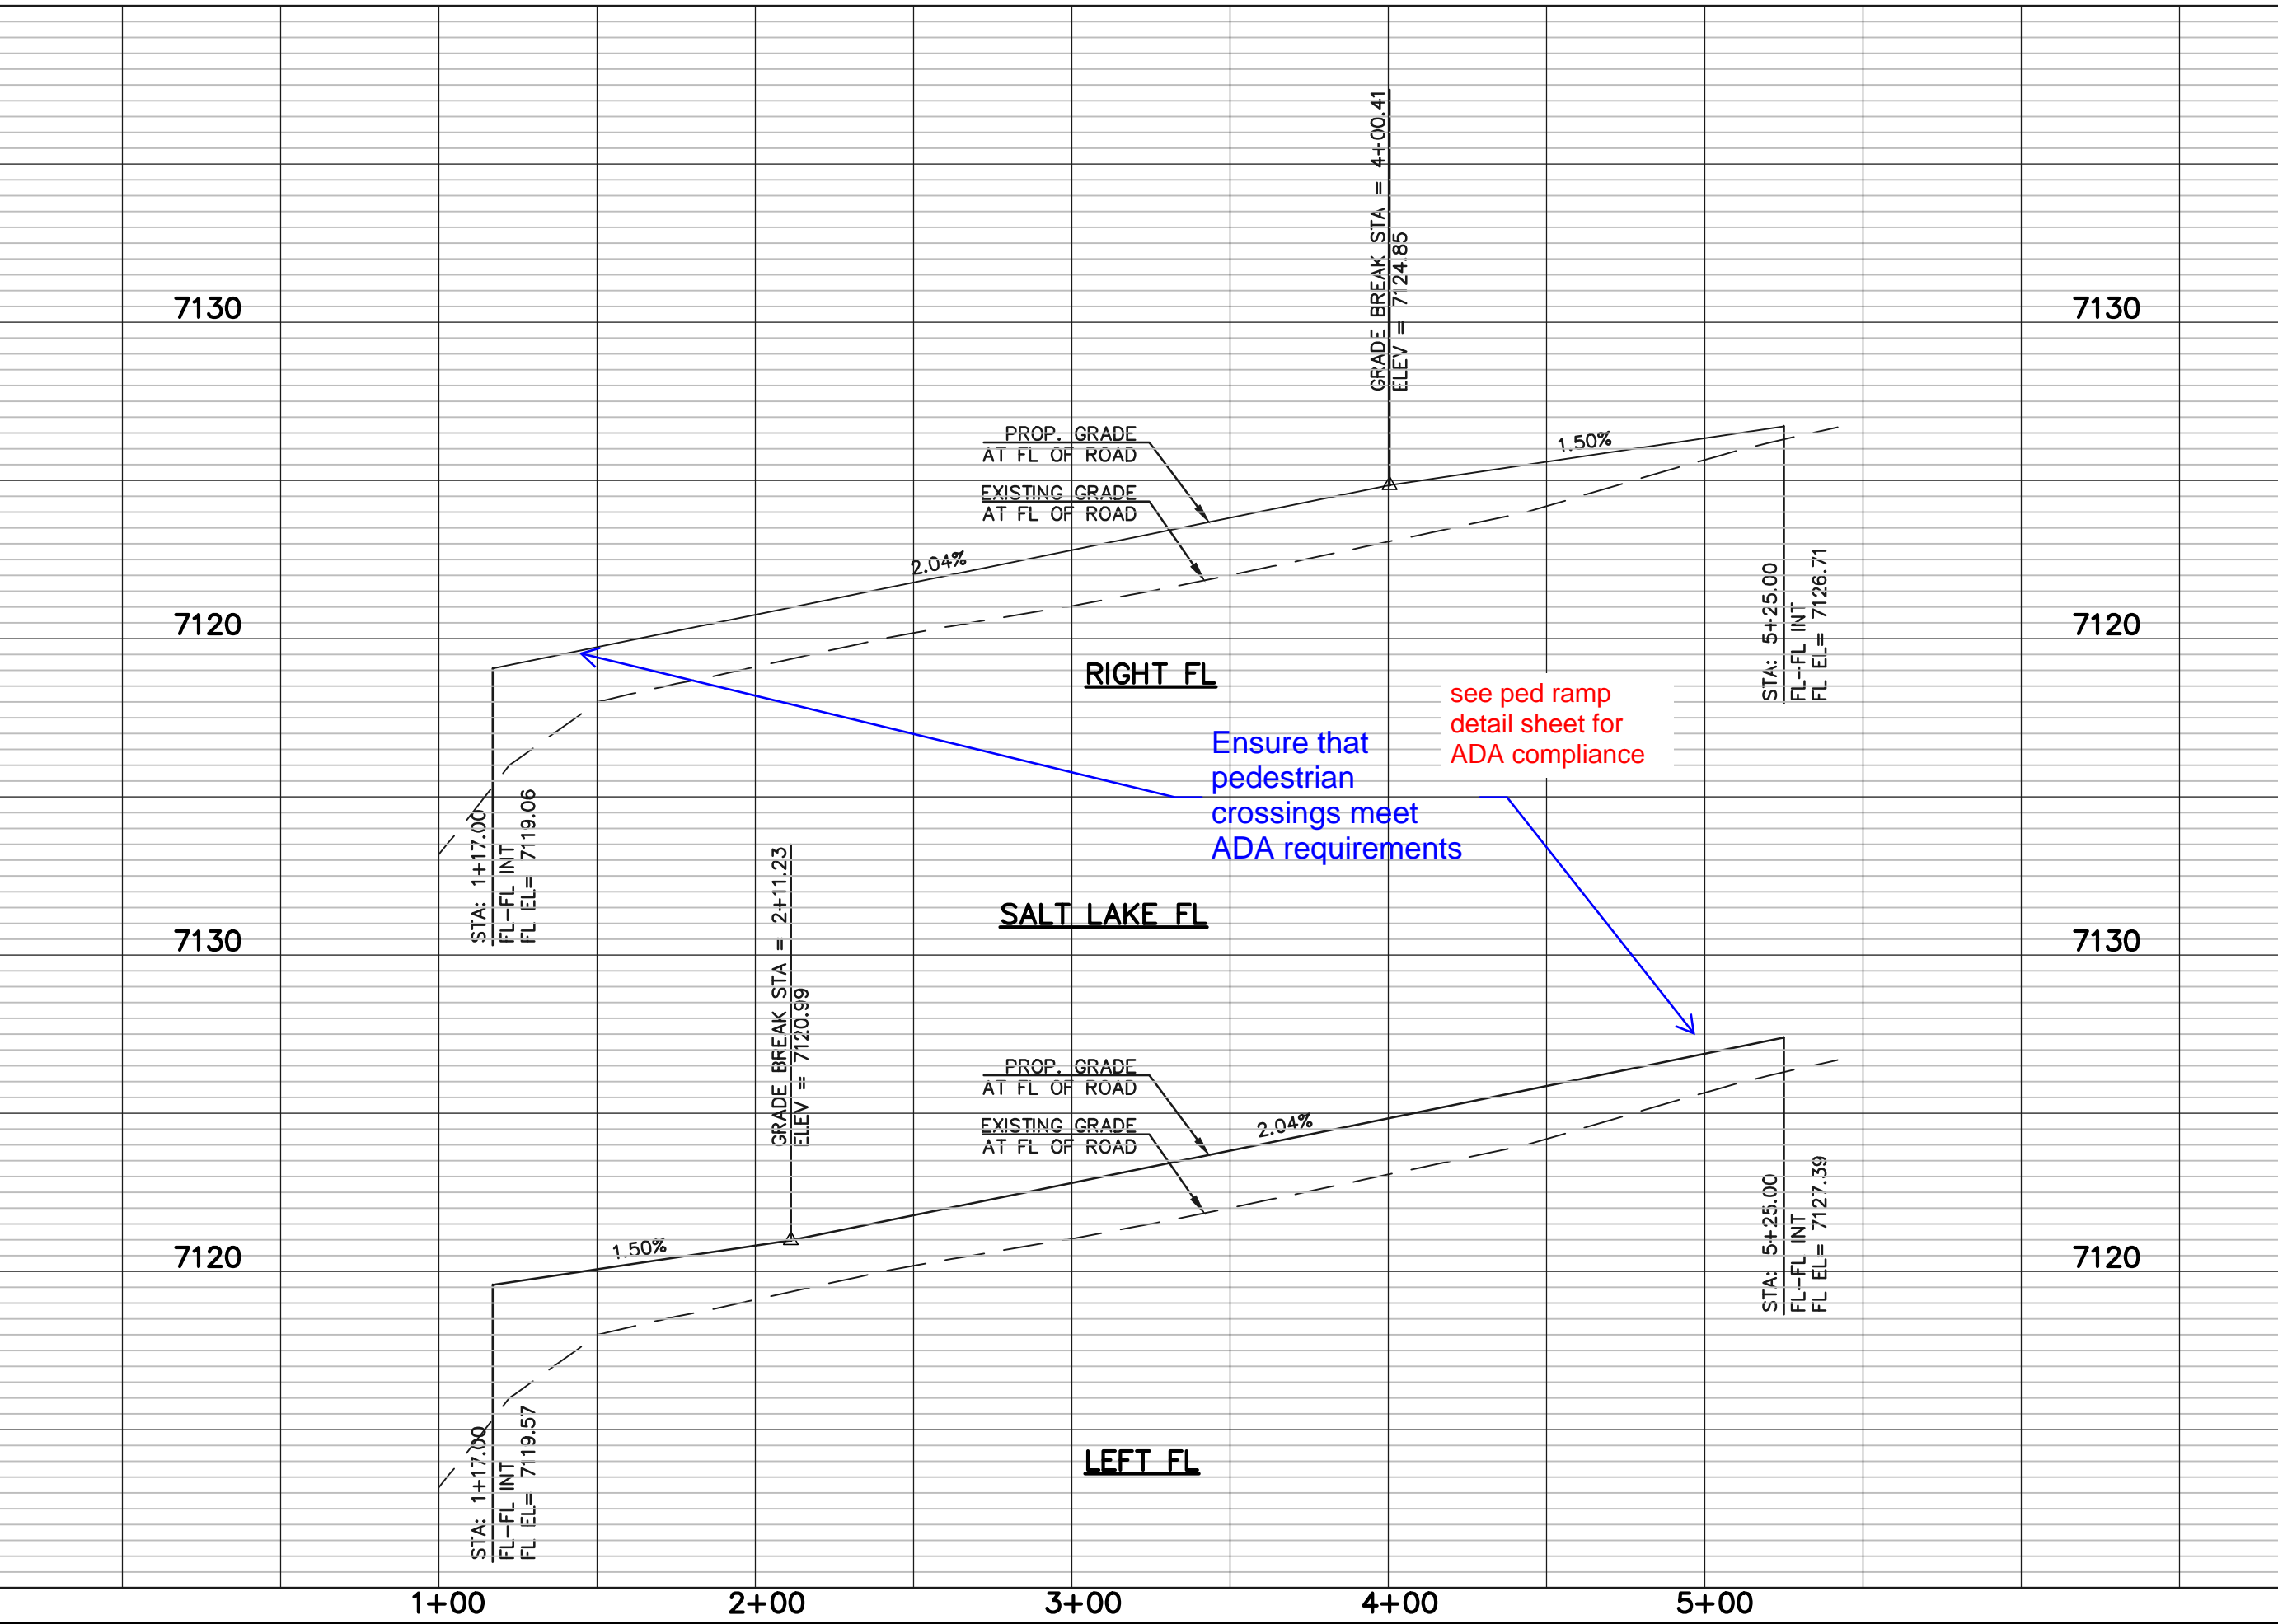 GRADE BREAK STA = 4+00.41
ELEV = 7124.85
7130
7130
PROP. GRADE
AT FL OF ROAD
1.50%
EXISTING GRADE
AT FL OF ROAD
2.04%
STA: 5+25.00
FL-FL INT
FL EL= 7126.71
7120
7120
RIGHT FL
see ped ramp
detail sheet for
ADA compliance
Ensure that
pedestrian
crossings meet
ADA requirements
STA: 1+17.00
FL-FL INT
FL EL= 7119.06
GRADE BREAK STA = 2+11.23
ELEV = 7120.99
SALT LAKE FL
7130
7130
PROP. GRADE
AT FL OF ROAD
EXISTING GRADE
AT FL OF ROAD
2.04%
STA: 5+25.00
FL-FL INT
FL EL= 7127.39
1.50%
7120
7120
STA: 1+17.00
FL-FL INT
FL EL= 7119.57
LEFT FL
1+00
2+00
3+00
4+00
5+00